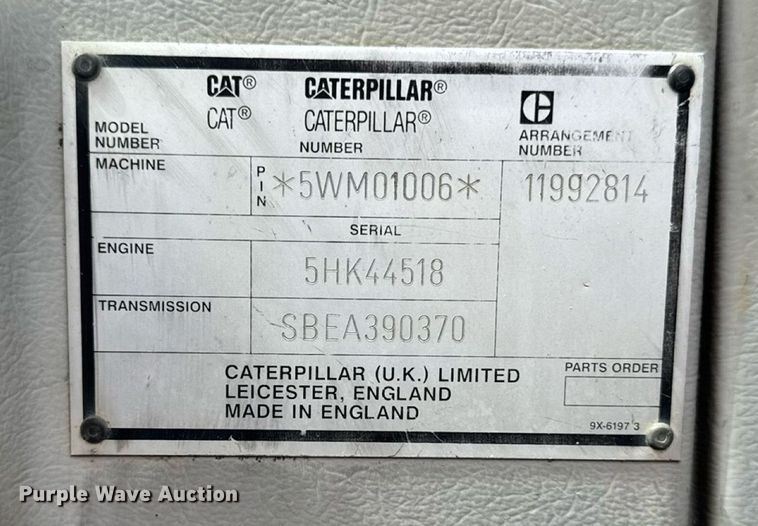 CAT® CATERPILLAR®
CAT® CATERPILLAR®
MODEL NUMBER
NUMBER
ARRANGEMENT NUMBER
MACHINE
PIN *5WM01006* 11992814
SERIAL
ENGINE 5HK44518
TRANSMISSION SBEA390370
CATERPILLAR (U.K.) LIMITED
LEICESTER, ENGLAND
MADE IN ENGLAND
PARTS ORDER
9X-6197 3
Purple Wave Auction